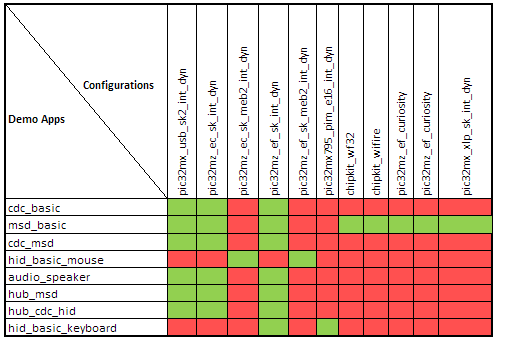 Configurations
Demo Apps
pic32mx_usb_sk2_int_dyn
pic32mz_ec_sk_int_dyn
pic32mz_ec_sk_meb2_int_dyn
pic32mz_ef_sk_int_dyn
pic32mz_ef_sk_meb2_int_dyn
pic32mx795_pim_e16_int_dyn
chipkit_wf32
chipkit_wifire
pic32mz_ef_curiosity
pic32mz_ef_curiosity
pic32mx_xlp_sk_int_dyn
cdc_basic
msd_basic
cdc_msd
hid_basic_mouse
audio_speaker
hub_msd
hub_cdc_hid
hid_basic_keyboard